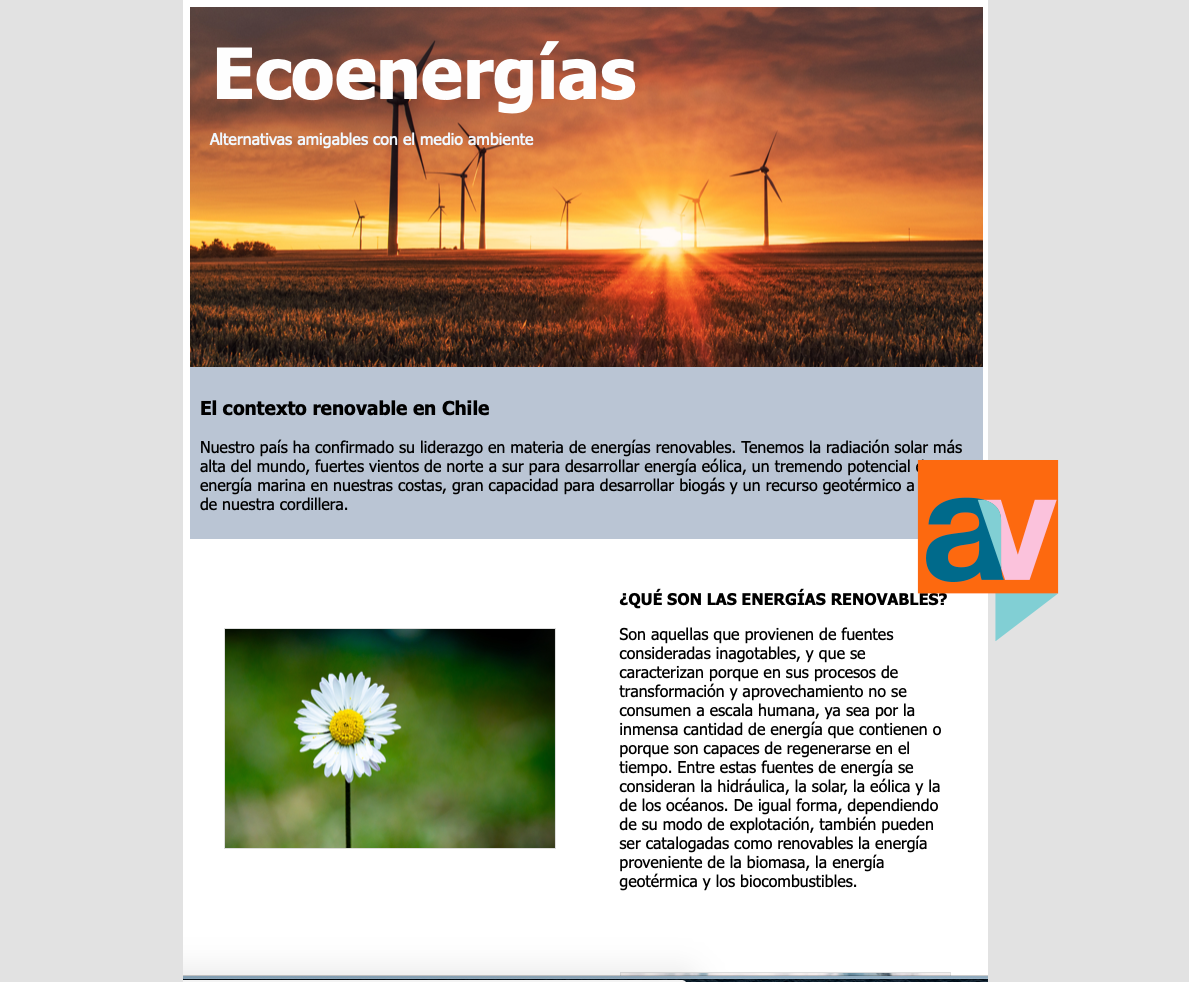 Ecoenergías
Alternativas amigables con el medio ambiente
El contexto renovable en Chile
Nuestro país ha confirmado su liderazgo en materia de energías renovables. Tenemos la radiación solar más
alta del mundo, fuertes vientos de norte a sur para desarrollar energía eólica, un tremendo potencial
energía marina en nuestras costas, gran capacidad para desarrollar biogás y un recurso geotérmico a
de nuestra cordillera.
av
¿QUÉ SON LAS ENERGÍAS RENOVABLES?
Son aquellas que provienen de fuentes
consideradas inagotables, y que se
caracterizan porque en sus procesos de
transformación y aprovechamiento no se
consumen a escala humana, ya sea por la
inmensa cantidad de energía que contienen o
porque son capaces de regenerarse en el
tiempo. Entre estas fuentes de energía se
consideran la hidráulica, la solar, la eólica y la
de los océanos. De igual forma, dependiendo
de su modo de explotación, también pueden
ser catalogadas como renovables la energía
proveniente de la biomasa, la energía
geotérmica y los biocombustibles.